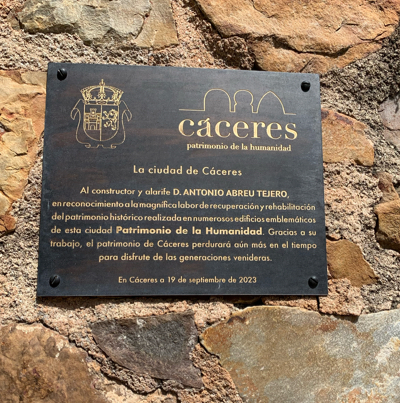 cáceres
patrimonio de la humanidad
La ciudad de Cáceres
Al constructor y alarife D. ANTONIO ABREU TEJERO,
en reconocimiento a la magnífica labor de recuperación y rehabilitación
del patrimonio histórico realizada en numerosos edificios emblemáticos
de esta ciudad Patrimonio de la Humanidad. Gracias a su
trabajo, el patrimonio de Cáceres perdurará aún más en el tiempo
para disfrute de las generaciones venideras.
En Cáceres a 19 de septiembre de 2023